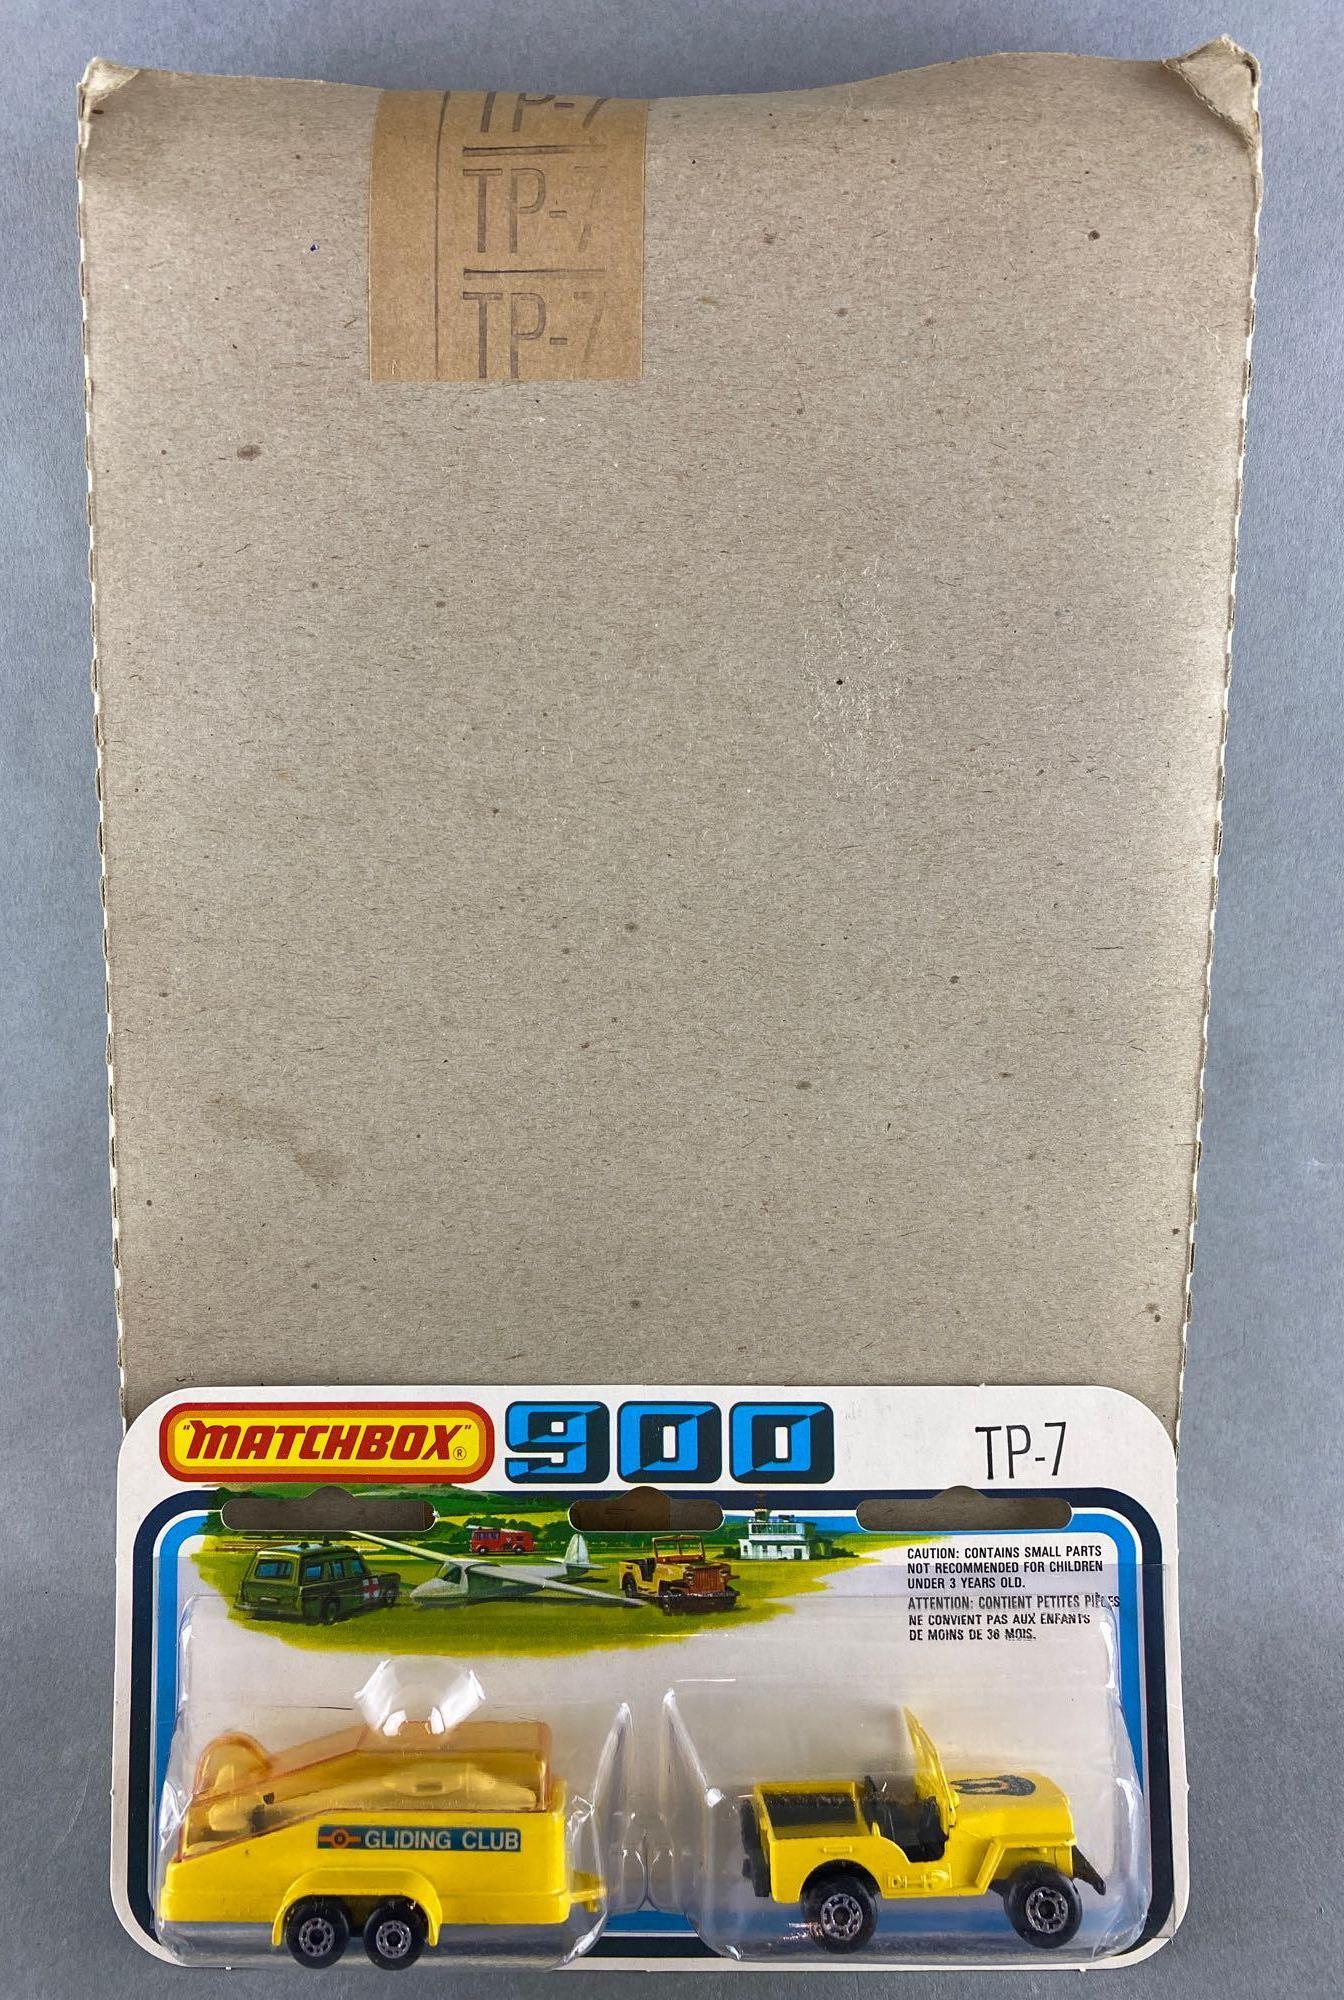 TP-7
TP-7
TP-7
"MATCHBOX"® 900
TP-7
CAUTION: CONTAINS SMALL PARTS
NOT RECOMMENDED FOR CHILDREN
UNDER 3 YEARS OLD.
ATTENTION: CONTIENT PETITES PIÈCES
NE CONVIENT PAS AUX ENFANTS
DE MOINS DE 36 MOIS.
GLIDING CLUB